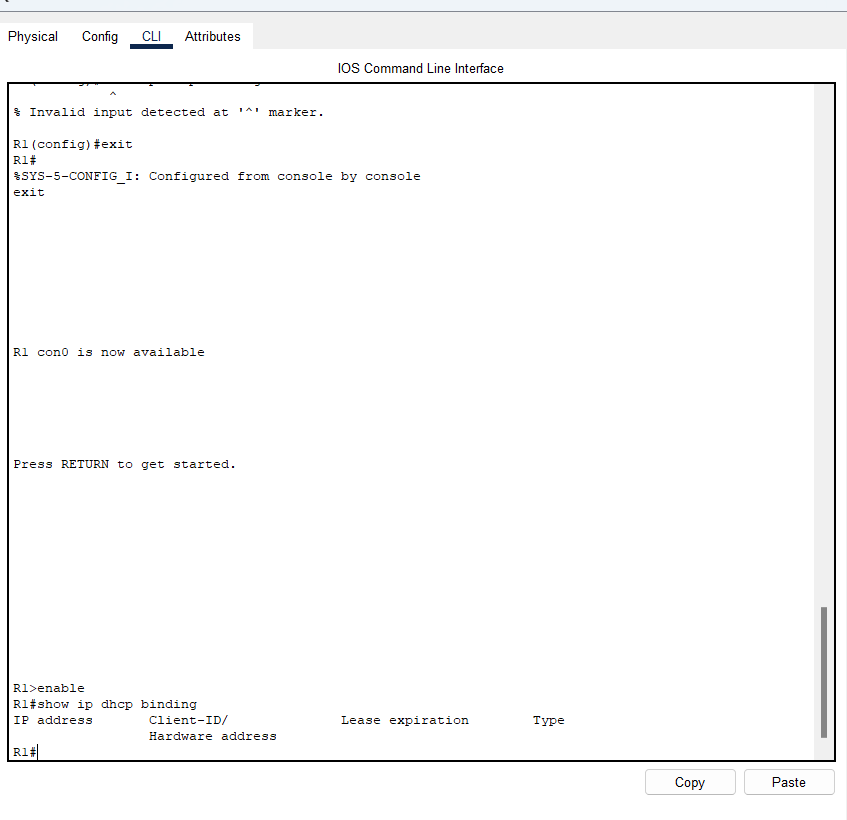 Physical Config CLI Attributes
IOS Command Line Interface
^
% Invalid input detected at '^' marker.
R1(config)#exit
R1#
%SYS-5-CONFIG_I: Configured from console by console
exit
R1 con0 is now available
Press RETURN to get started.
R1>enable
R1#show ip dhcp binding
IP address Client-ID/ Lease expiration Type
Hardware address
R1#
Copy Paste